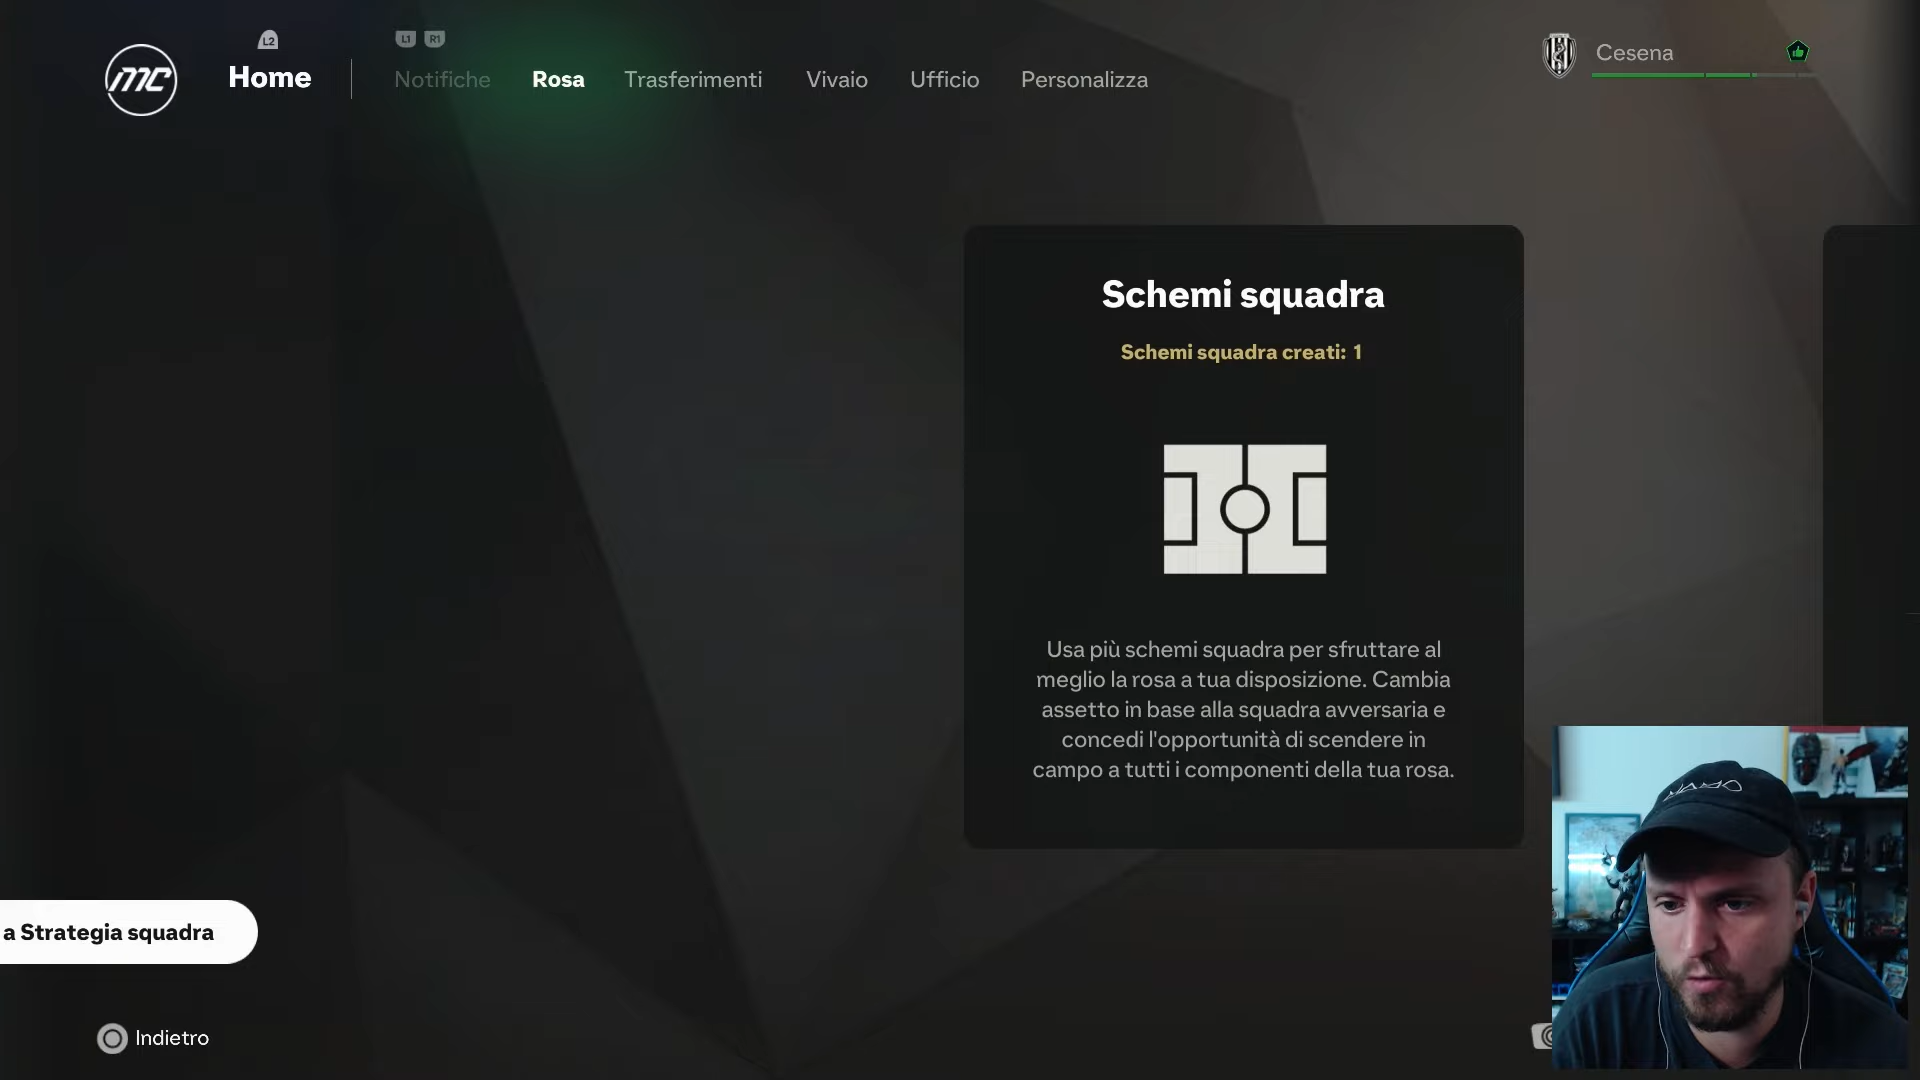 L2
L1 R1
MC
Home
Notifiche Rosa Trasferimenti Vivaio Ufficio Personalizza
Cesena
Schemi squadra
Schemi squadra creati: 1
Usa più schemi squadra per sfruttare al
meglio la rosa a tua disposizione. Cambia
assetto in base alla squadra avversaria e
concedi l'opportunità di scendere in
campo a tutti i componenti della tua rosa.
a Strategia squadra
Indietro